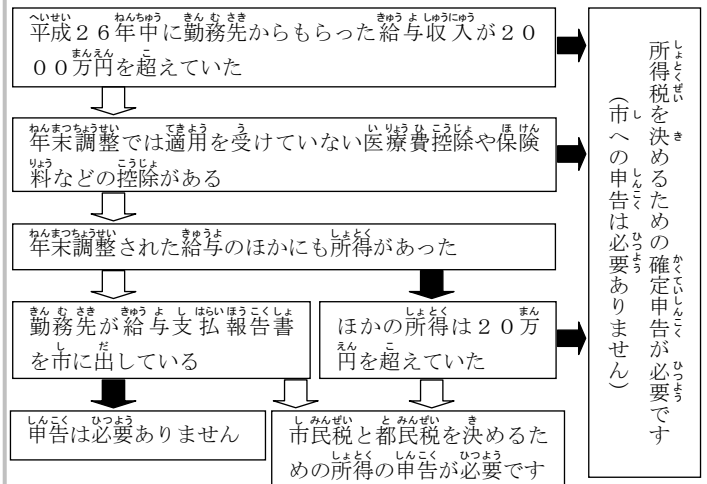 平成２６年中に勤務先からもらった給与収入が２０
００万円を超えていた
年末調整では適用を受けていない医療費控除や保険
料などの控除がある
年末調整された給与のほかにも所得があった
勤務先が給与支払報告書
を市に出している
ほかの所得は２０万
円を超えていた
申告は必要ありません
市民税と都民税を決めるた
めの所得の申告が必要です
所得税を決めるための確定申告が必要です
（市への申告は必要ありません）